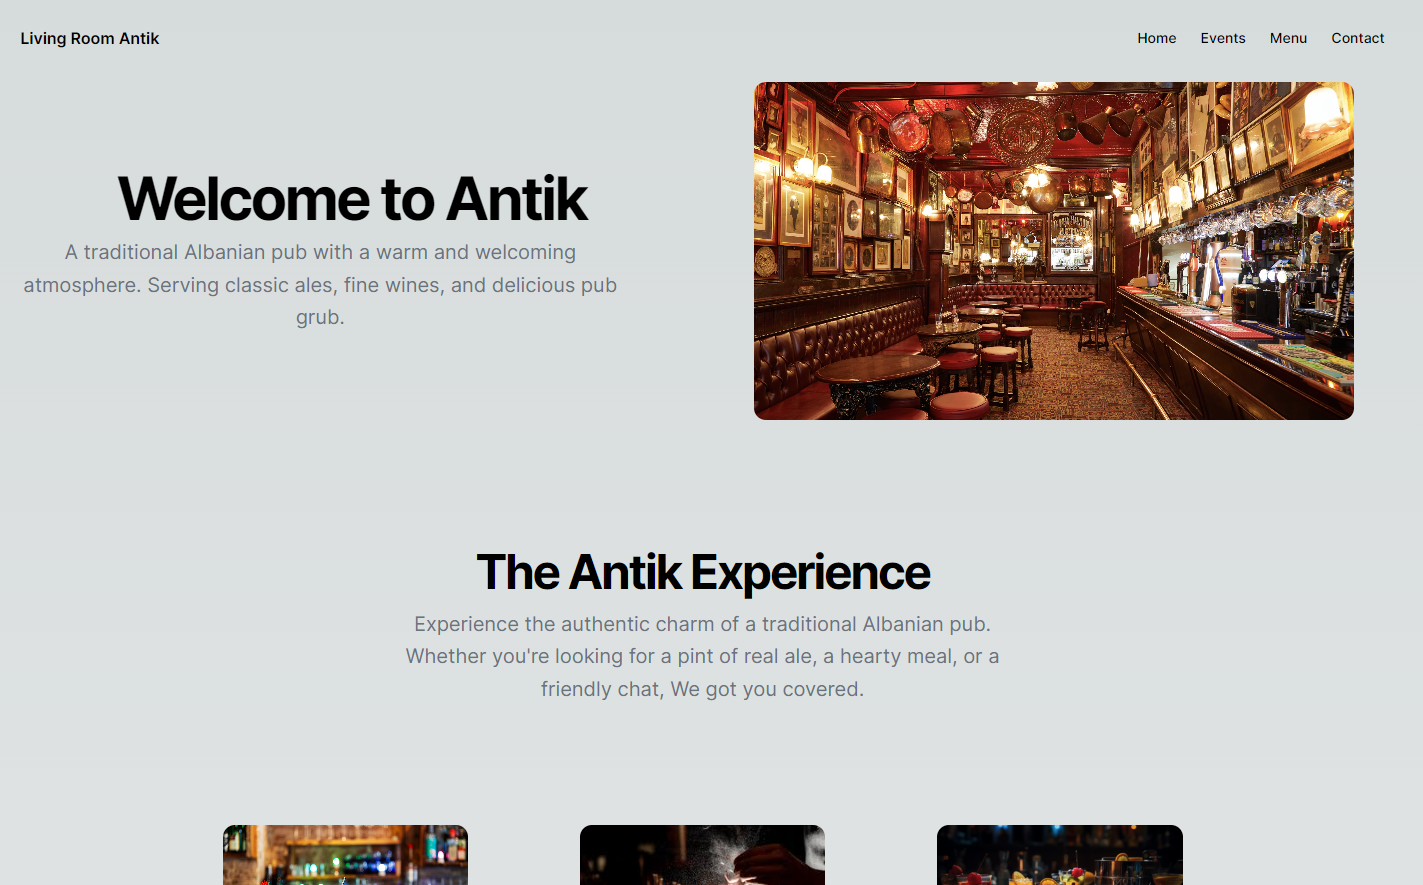 Living Room Antik
Home Events Menu Contact
Welcome to Antik
A traditional Albanian pub with a warm and welcoming
atmosphere. Serving classic ales, fine wines, and delicious pub
grub.
The Antik Experience
Experience the authentic charm of a traditional Albanian pub.
Whether you're looking for a pint of real ale, a hearty meal, or a
friendly chat, We got you covered.